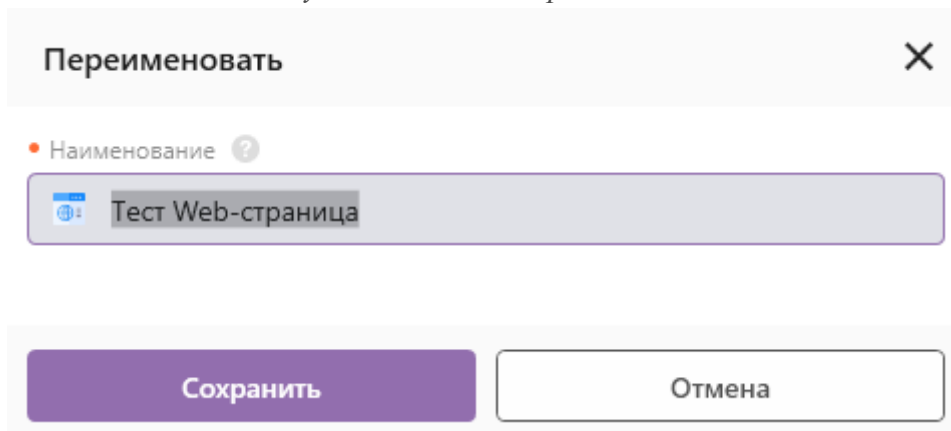 Переименовать
Наименование ?
Тест Web-страница
Сохранить
Отмена